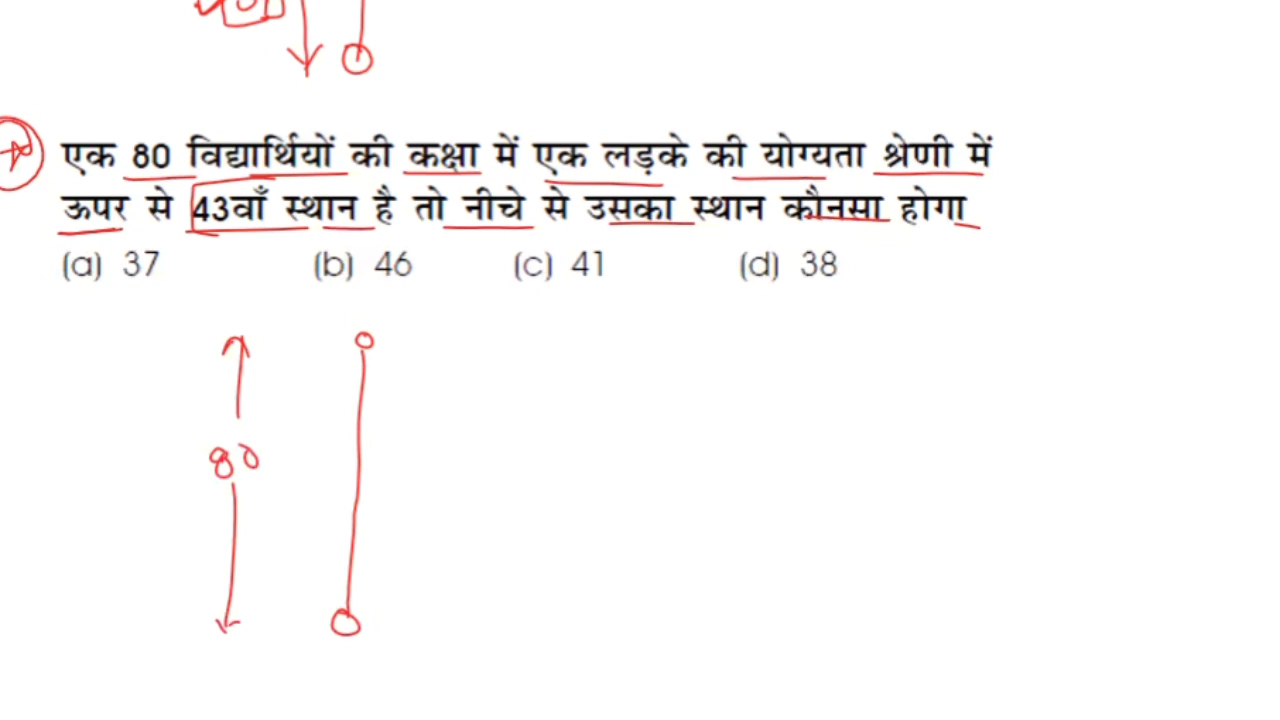 एक 80 विद्यार्थियों की कक्षा में एक लड़के की योग्यता श्रेणी में
ऊपर से 43वाँ स्थान है तो नीचे से उसका स्थान कौनसा होगा
(a) 37 (b) 46 (c) 41 (d) 38
80